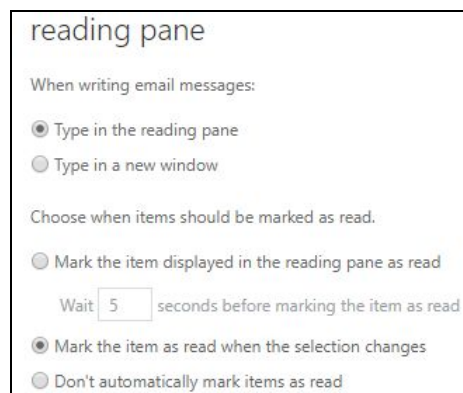 reading pane
When writing email messages:
Type in the reading pane
Type in a new window
Choose when items should be marked as read.
Mark the item displayed in the reading pane as read
Wait 5 seconds before marking the item as read
Mark the item as read when the selection changes
Don't automatically mark items as read